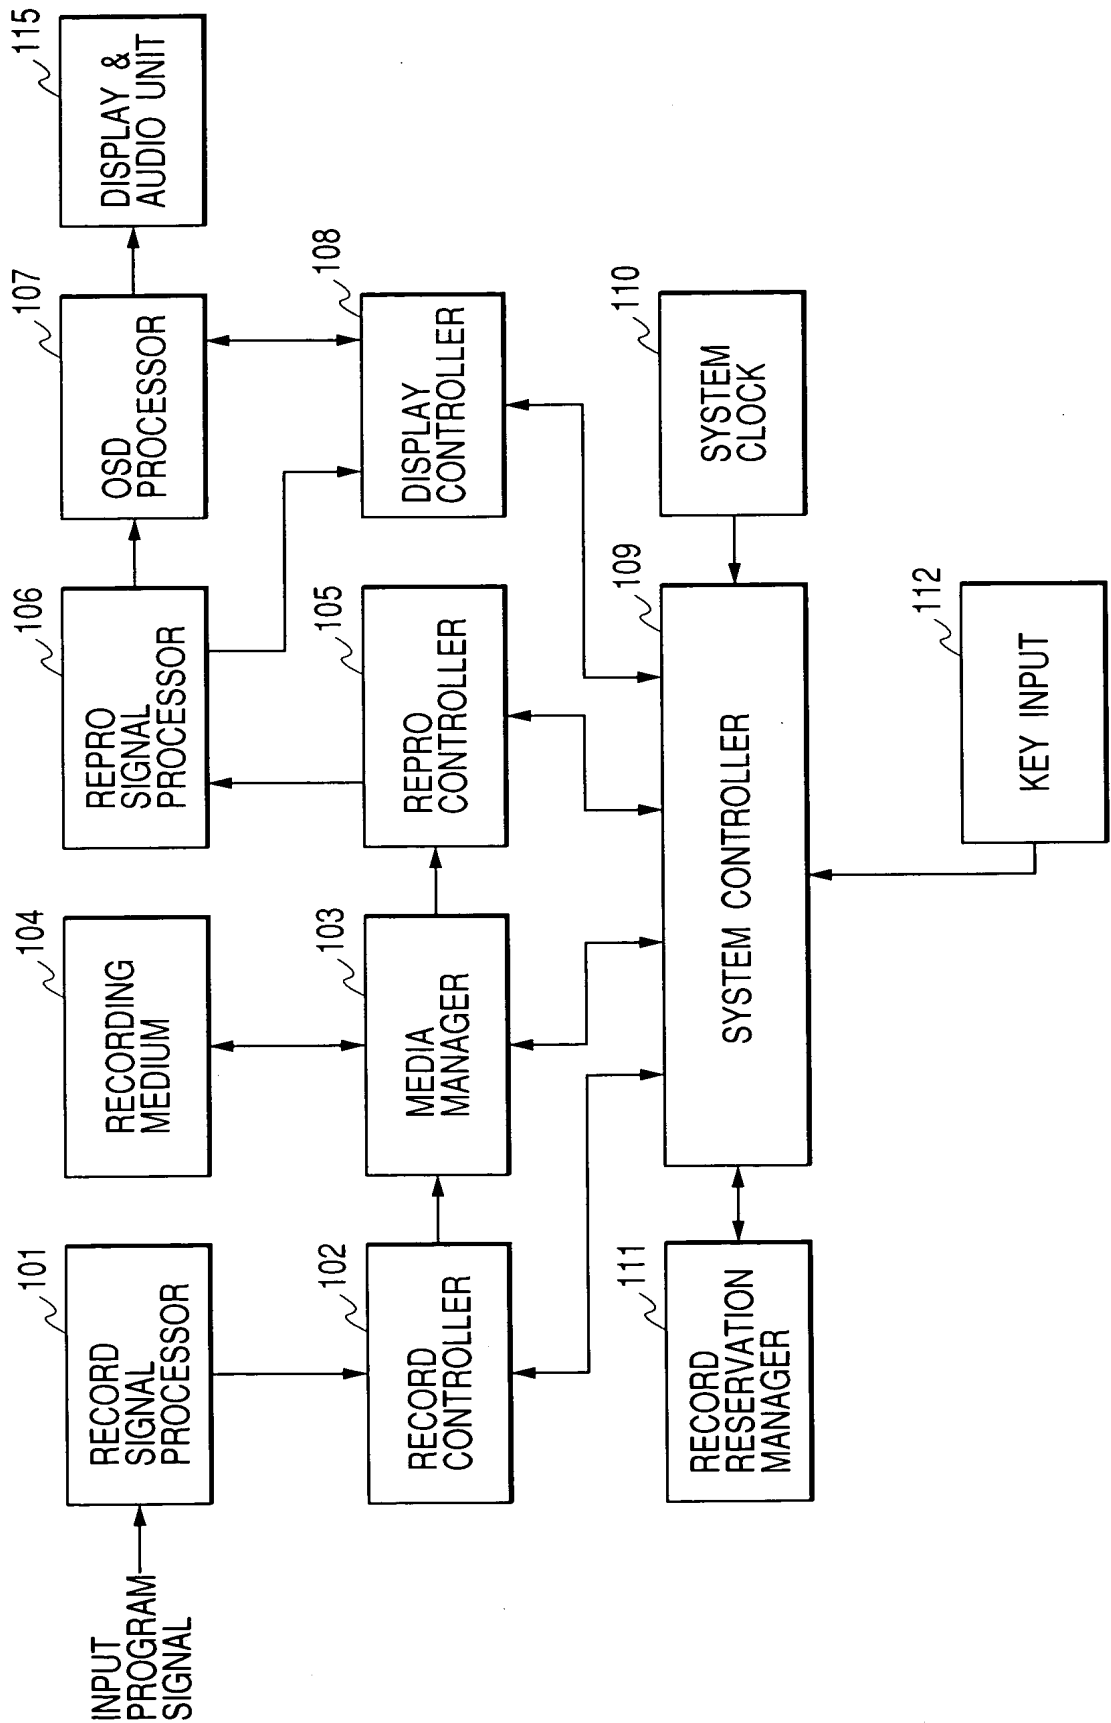 INPUT
PROGRAM
SIGNAL
101
RECORD
SIGNAL
PROCESSOR
104
RECORDING
MEDIUM
106
REPRO
SIGNAL
PROCESSOR
107
OSD
PROCESSOR
115
DISPLAY &
AUDIO UNIT
102
RECORD
CONTROLLER
103
MEDIA
MANAGER
105
REPRO
CONTROLLER
108
DISPLAY
CONTROLLER
111
RECORD
RESERVATION
MANAGER
109
SYSTEM CONTROLLER
110
SYSTEM
CLOCK
112
KEY INPUT